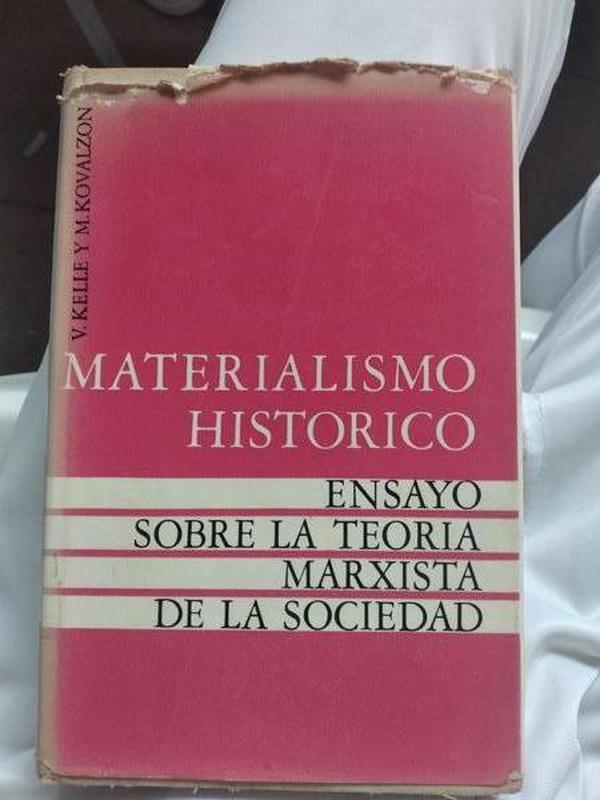 V. KELLE Y M. KOVALZON
MATERIALISMO
HISTORICO
ENSAYO
SOBRE LA TEORIA
MARXISTA
DE LA SOCIEDAD